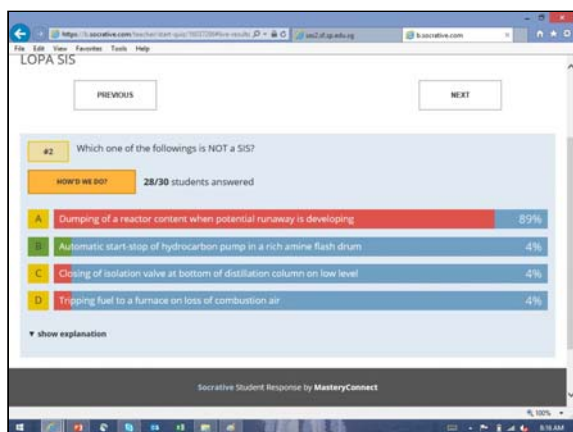 File Edit View Favorites Tools Help
LOPA SIS
PREVIOUS
NEXT
#2
Which one of the followings is NOT a SIS?
HOW'D WE DO?
28/30 students answered
A Dumping of a reactor content when potential runaway is developing 89%
B Automatic start-stop of hydrocarbon pump in a rich amine flash drum 4%
C Closing of isolation valve at bottom of distillation column on low level 4%
D Tripping fuel to a furnace on loss of combustion air 4%
▼ show explanation
Socrative Student Response by MasteryConnect
100%
8:16 AM